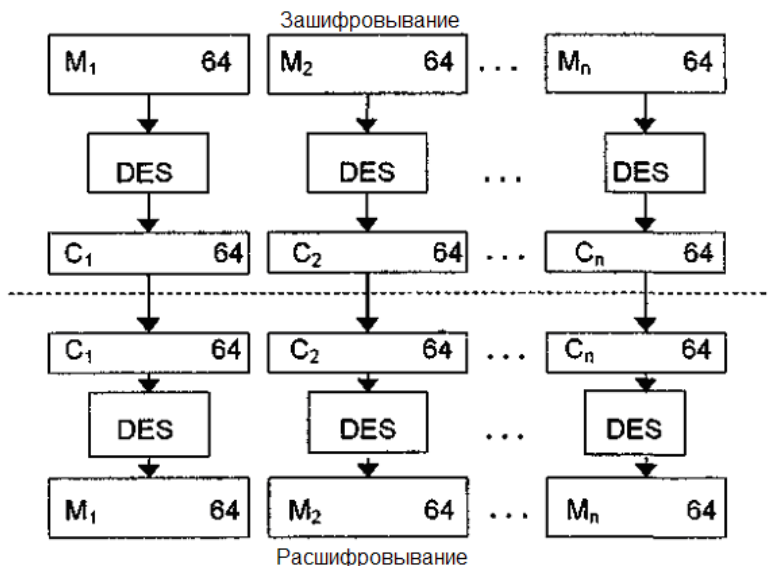 Зашифровывание
M₁ 64 M₂ 64 ... Mₙ 64
DES DES ... DES
C₁ 64 C₂ 64 ... Cₙ 64
C₁ 64 C₂ 64 ... Cₙ 64
DES DES ... DES
M₁ 64 M₂ 64 ... Mₙ 64
Расшифровывание